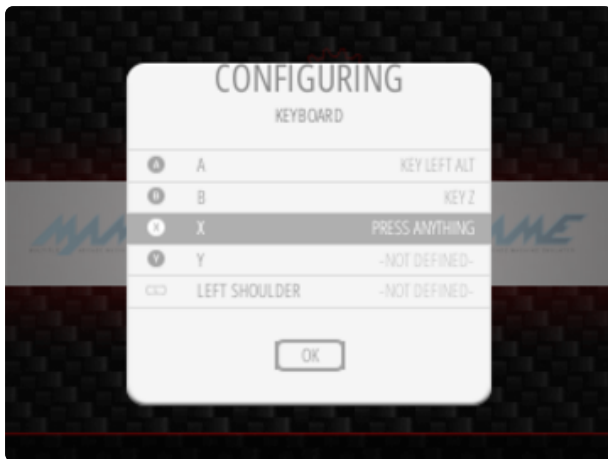 CONFIGURING
KEYBOARD
A A KEY LEFT ALT
B B KEY Z
X X PRESS ANYTHING
Y Y -NOT DEFINED-
LEFT SHOULDER -NOT DEFINED-
OK